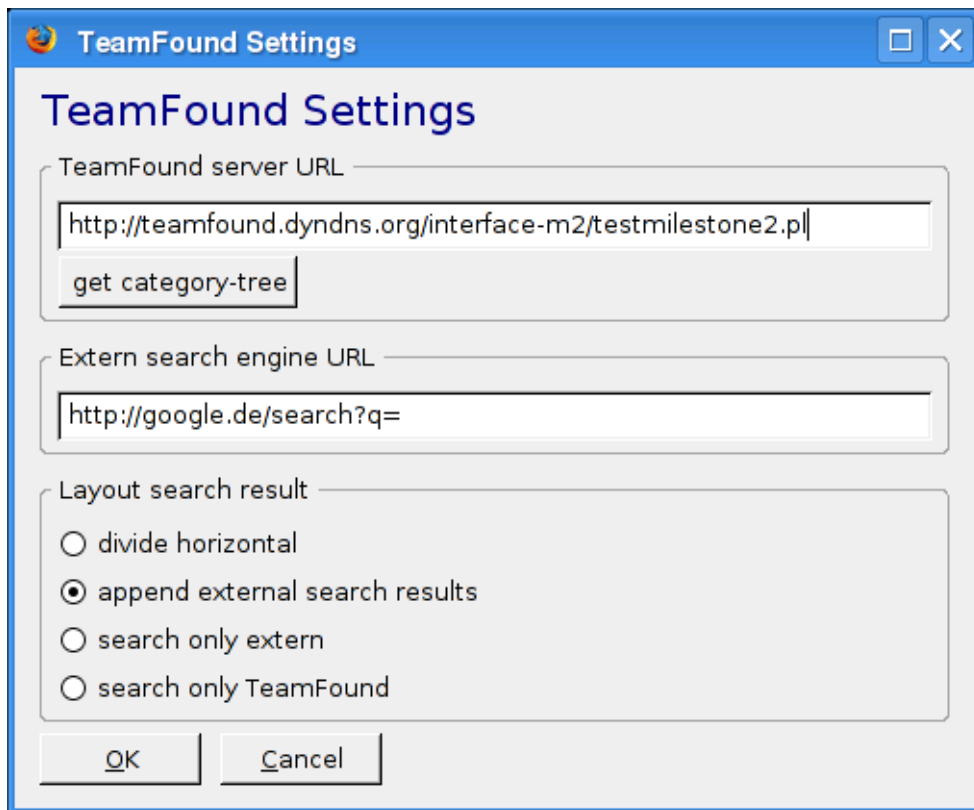 TeamFound Settings
TeamFound Settings
TeamFound server URL
http://teamfound.dyndns.org/interface-m2/testmilestone2.pl
get category-tree
Extern search engine URL
http://google.de/search?q=
Layout search result
divide horizontal
append external search results
search only extern
search only TeamFound
OK Cancel